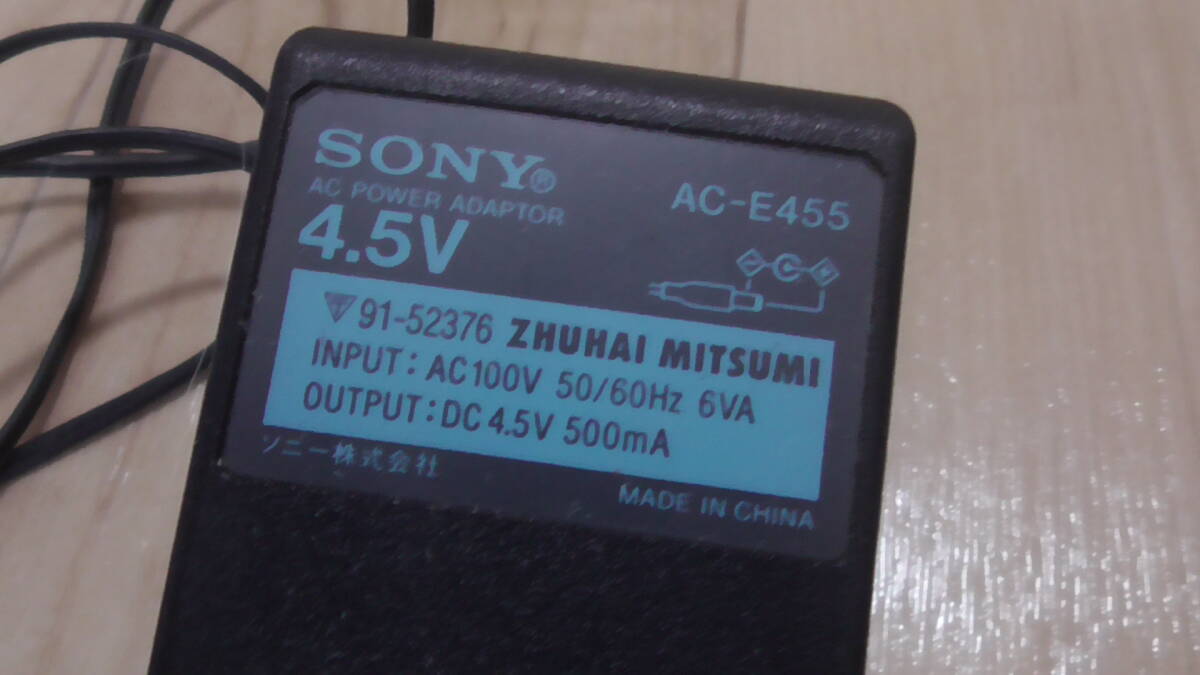 SONY®
AC POWER ADAPTOR
AC-E455
4.5V
91-52376 ZHUHAI MITSUMI
INPUT: AC100V 50/60Hz 6VA
OUTPUT: DC 4.5V 500mA
ソニー株式会社
MADE IN CHINA